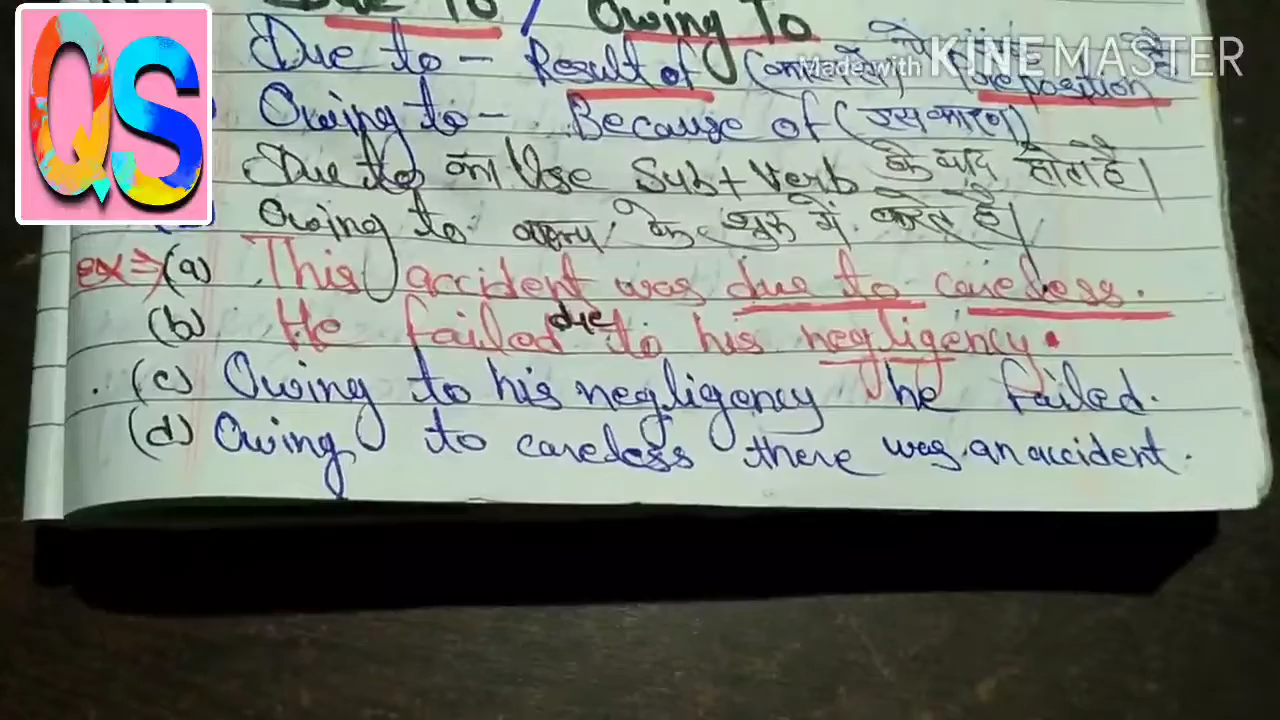 Due To / Owing To
Due to - Result of ( Preposition है
Owing to - Because of (
Due to का Use Sub + Verb के बाद होता है।
Owing to वाक्य के शुरू में करते है।
ex ⇒ (a) This accident was due to careless.
(b) He failed due to his negligency.
(c) Owing to his negligency he failed.
(d) Owing to careless there was an accident.
QS
Made with KINEMASTER